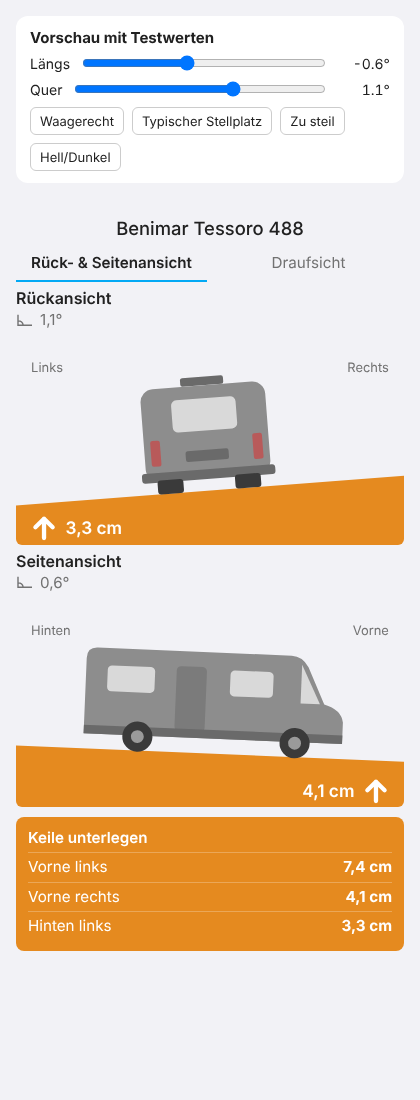 Vorschau mit Testwerten
Längs -0.6°
Quer 1.1°
Waagerecht Typischer Stellplatz Zu steil
Hell/Dunkel
Benimar Tessoro 488
Rück- & Seitenansicht Draufsicht
Rückansicht
1,1°
Links Rechts
3,3 cm
Seitenansicht
0,6°
Hinten Vorne
4,1 cm
Keile unterlegen
Vorne links 7,4 cm
Vorne rechts 4,1 cm
Hinten links 3,3 cm